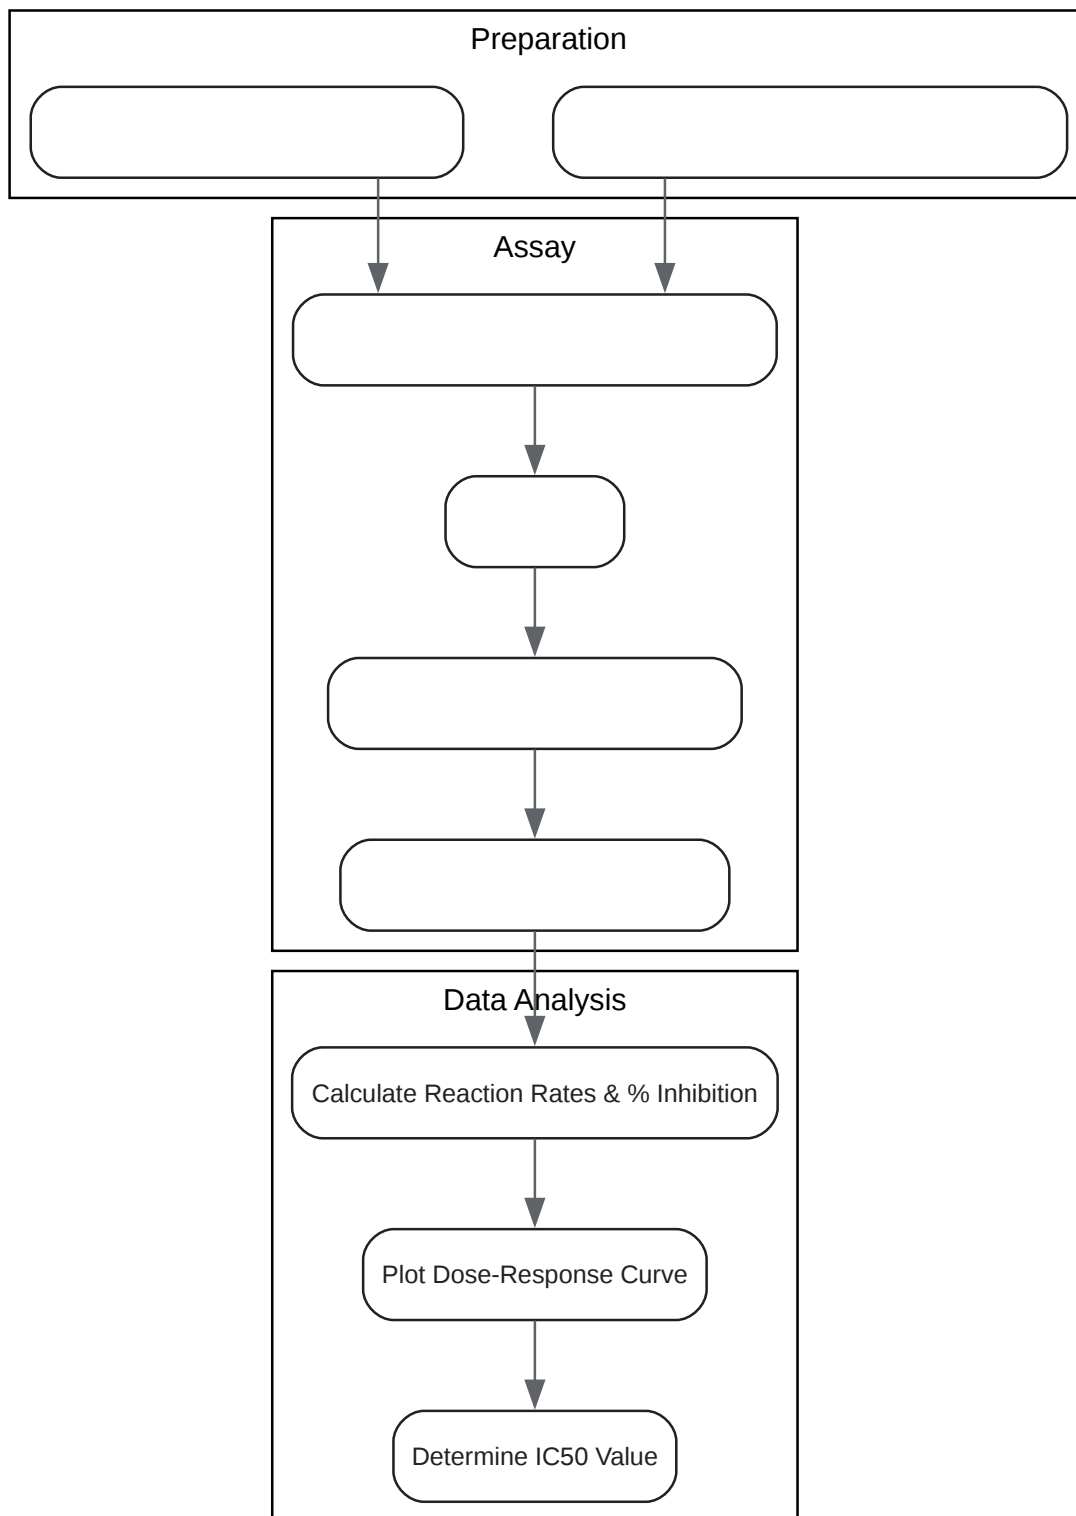 Preparation
Assay
Data Analysis
Calculate Reaction Rates & % Inhibition
Plot Dose-Response Curve
Determine IC50 Value